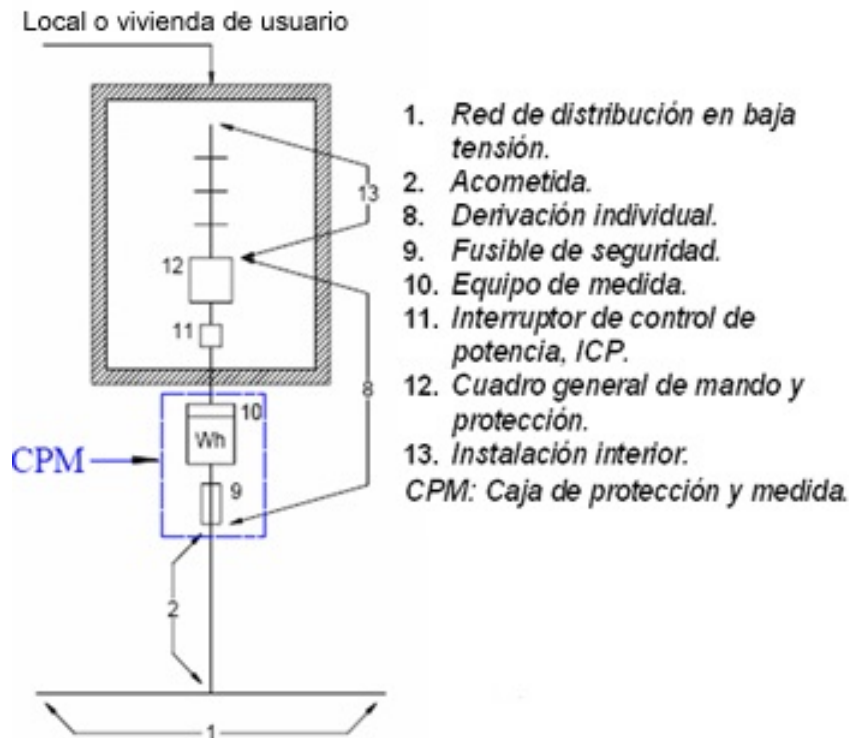 Local o vivienda de usuario
13
12
11
8
10
Wh
CPM
9
2
1
1. Red de distribución en baja
tensión.
2. Acometida.
8. Derivación individual.
9. Fusible de seguridad.
10. Equipo de medida.
11. Interruptor de control de
potencia, ICP.
12. Cuadro general de mando y
protección.
13. Instalación interior.
CPM: Caja de protección y medida.